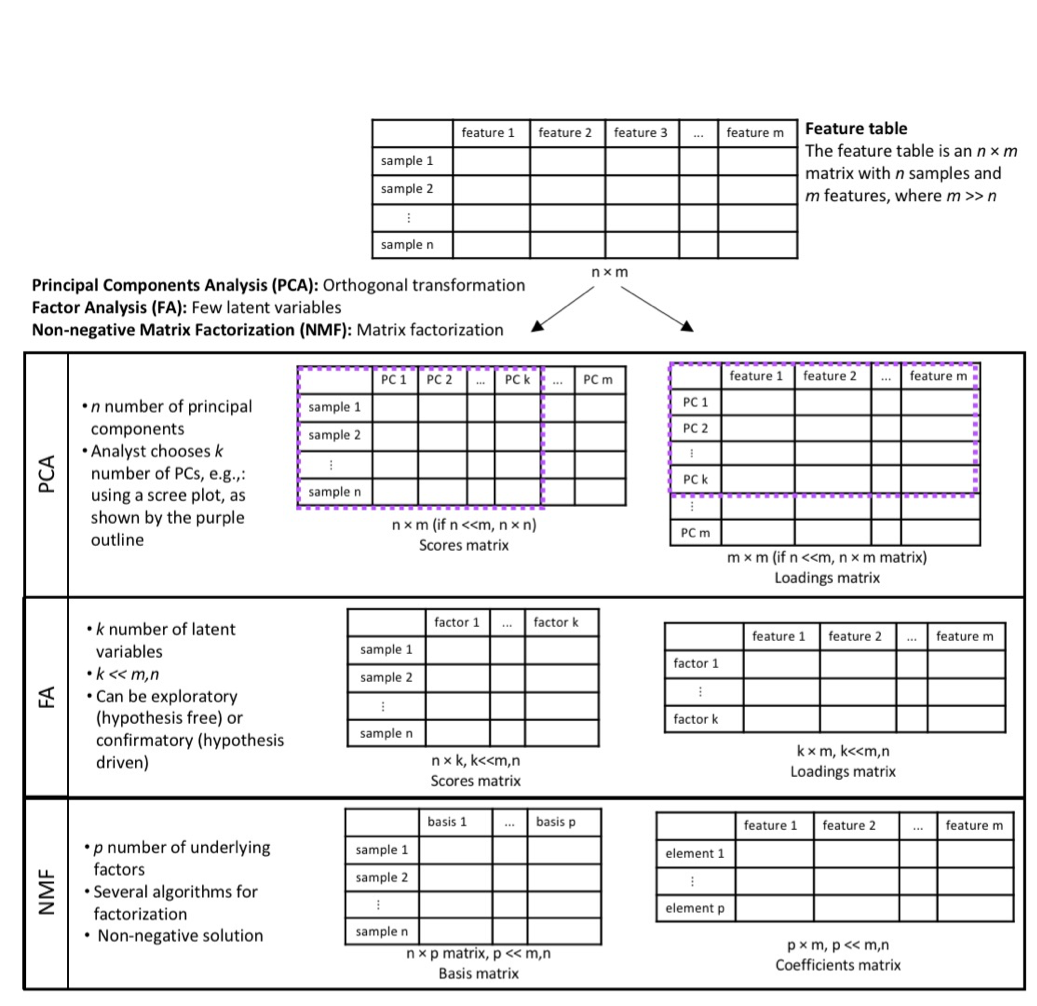 feature 1 feature 2 feature 3 ... feature m
sample 1
sample 2
⋮
sample n
n x m
Feature table
The feature table is an n × m
matrix with n samples and
m features, where m >> n
Principal Components Analysis (PCA): Orthogonal transformation
Factor Analysis (FA): Few latent variables
Non-negative Matrix Factorization (NMF): Matrix factorization
PCA
•n number of principal
components
•Analyst chooses k
number of PCs, e.g.,:
using a scree plot, as
shown by the purple
outline
PC 1 PC 2 ... PC k ... PC m
sample 1
sample 2
⋮
sample n
n x m (if n <<m, n x n)
Scores matrix
feature 1 feature 2 ... feature m
PC 1
PC 2
⋮
PC k
⋮
PC m
m x m (if n <<m, n x m matrix)
Loadings matrix
FA
•k number of latent
variables
•k << m,n
•Can be exploratory
(hypothesis free) or
confirmatory (hypothesis
driven)
factor 1 ... factor k
sample 1
sample 2
⋮
sample n
n x k, k<<m,n
Scores matrix
feature 1 feature 2 ... feature m
factor 1
⋮
factor k
k x m, k<<m,n
Loadings matrix
NMF
•p number of underlying
factors
•Several algorithms for
factorization
• Non-negative solution
basis 1 ... basis p
sample 1
sample 2
⋮
sample n
n x p matrix, p << m,n
Basis matrix
feature 1 feature 2 ... feature m
element 1
⋮
element p
p x m, p << m,n
Coefficients matrix